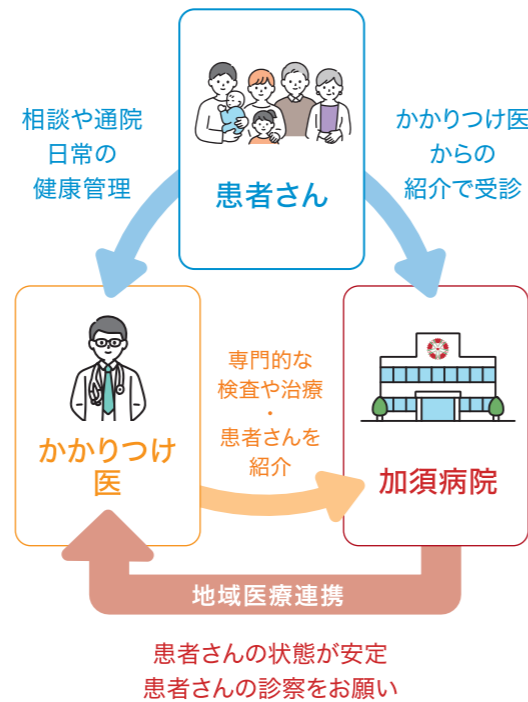 患者さん
相談や通院
日常の
健康管理
かかりつけ医
からの
紹介で受診
かかりつけ
医
専門的な
検査や治療
・
患者さんを
紹介
加須病院
地域医療連携
患者さんの状態が安定
患者さんの診察をお願い